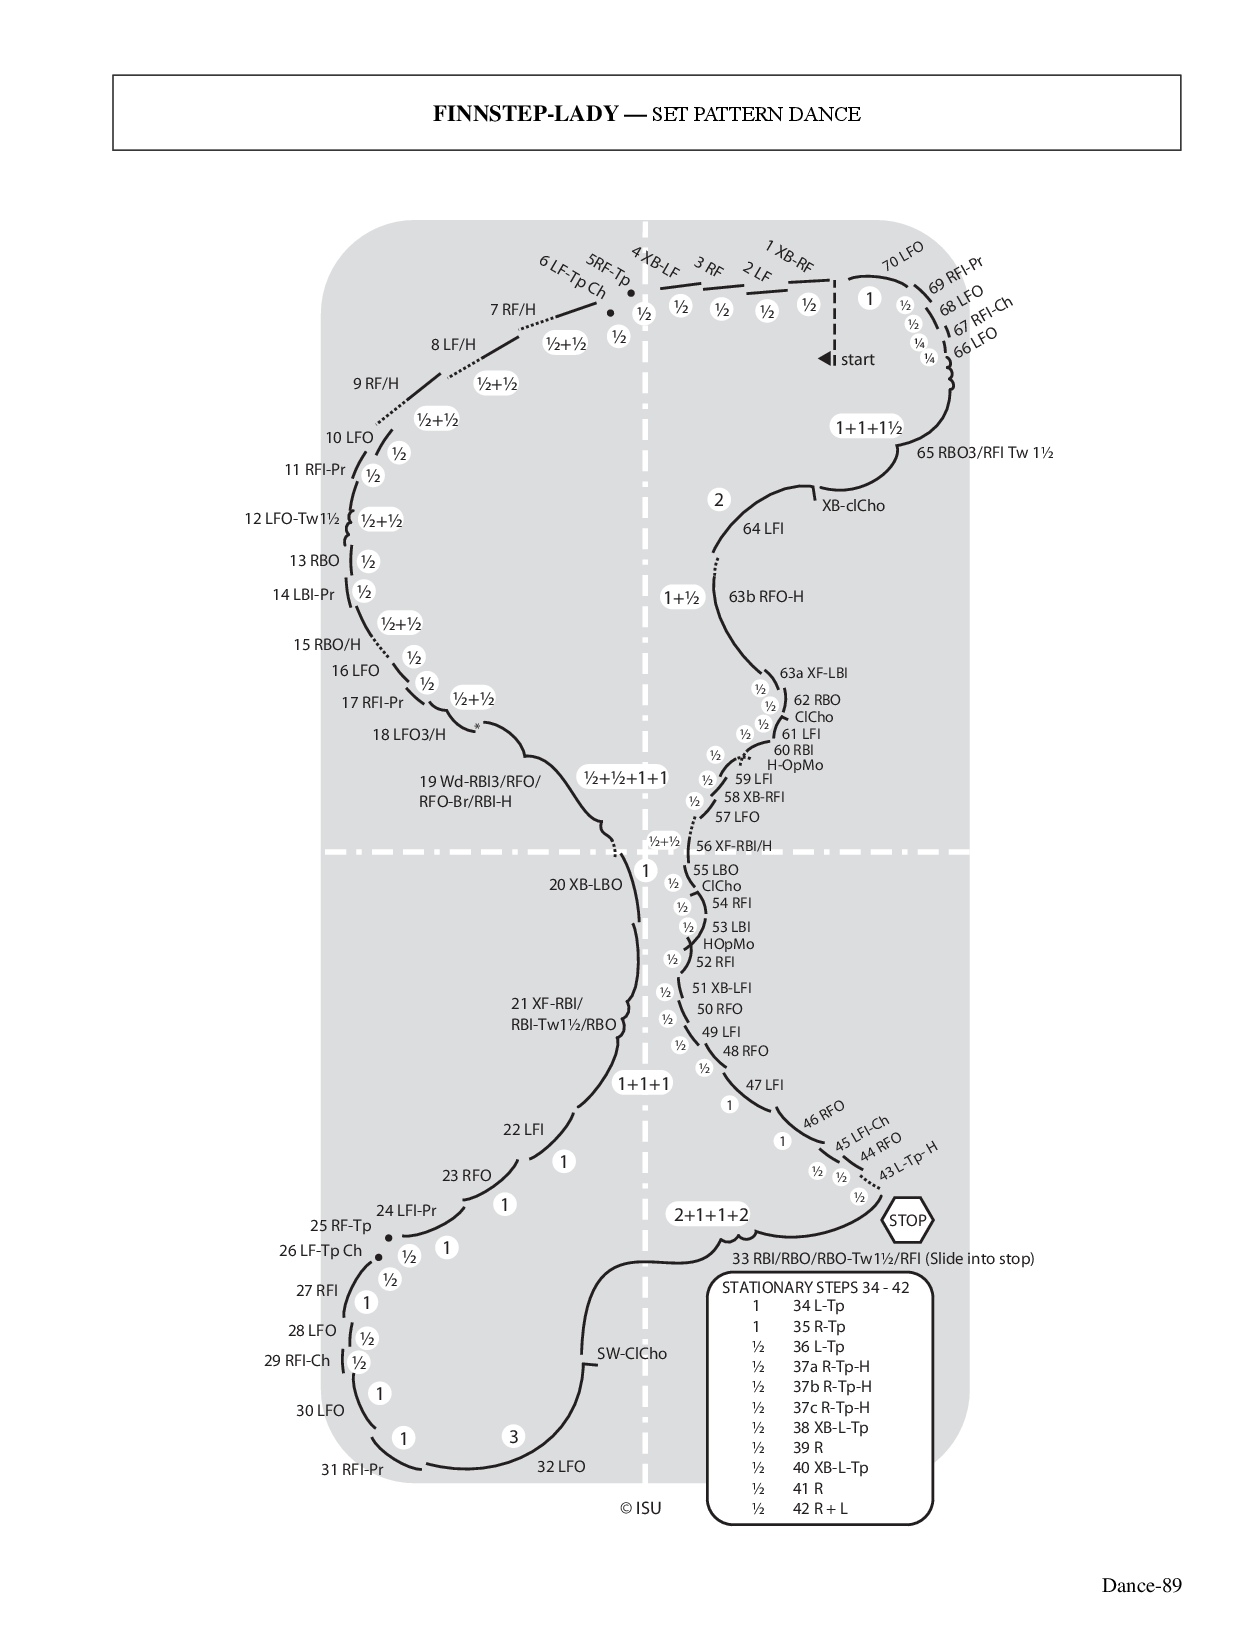 FINNSTEP-LADY — SET PATTERN DANCE
1 XB-RF
½
2 LF
½
3 RF
½
4 XB-LF
½
5RF-Tp
½
6 LF-Tp Ch
½
7 RF/H
½+½
8 LF/H
½+½
9 RF/H
½+½
10 LFO
½
11 RFI-Pr
½
12 LFO-Tw1½
½+½
13 RBO
½
14 LBI-Pr
½
15 RBO/H
½+½
16 LFO
½
17 RFI-Pr
½
18 LFO3/H
½+½
*
19 Wd-RBI3/RFO/
RFO-Br/RBI-H
½+½+1+1
20 XB-LBO
1
21 XF-RBI/
RBI-Tw1½/RBO
1+1+1
22 LFI
1
23 RFO
1
24 LFI-Pr
1
25 RF-Tp
½
26 LF-Tp Ch
½
27 RFI
1
28 LFO
½
29 RFI-Ch
½
30 LFO
1
31 RFI-Pr
1
32 LFO
3
SW-ClCho
33 RBI/RBO/RBO-Tw1½/RFI (Slide into stop)
2+1+1+2
STOP
STATIONARY STEPS 34 - 42
1 34 L-Tp
1 35 R-Tp
½ 36 L-Tp
½ 37a R-Tp-H
½ 37b R-Tp-H
½ 37c R-Tp-H
½ 38 XB-L-Tp
½ 39 R
½ 40 XB-L-Tp
½ 41 R
½ 42 R + L
43 L-Tp- H
½
44 RFO
½
45 LFI-Ch
½
46 RFO
1
47 LFI
1
48 RFO
½
49 LFI
½
50 RFO
½
51 XB-LFI
½
52 RFI
½
HOpMo
53 LBI
½
54 RFI
½
ClCho
55 LBO
½
56 XF-RBI/H
½+½
57 LFO
½
58 XB-RFI
½
59 LFI
½
H-OpMo
60 RBI
½
61 LFI
½
ClCho
62 RBO
½
63a XF-LBI
½
63b RFO-H
1+½
64 LFI
2
XB-clCho
65 RBO3/RFI Tw 1½
1+1+1½
66 LFO
¼
67 RFI-Ch
¼
68 LFO
½
69 RFI-Pr
½
70 LFO
1
start
© ISU
Dance-89